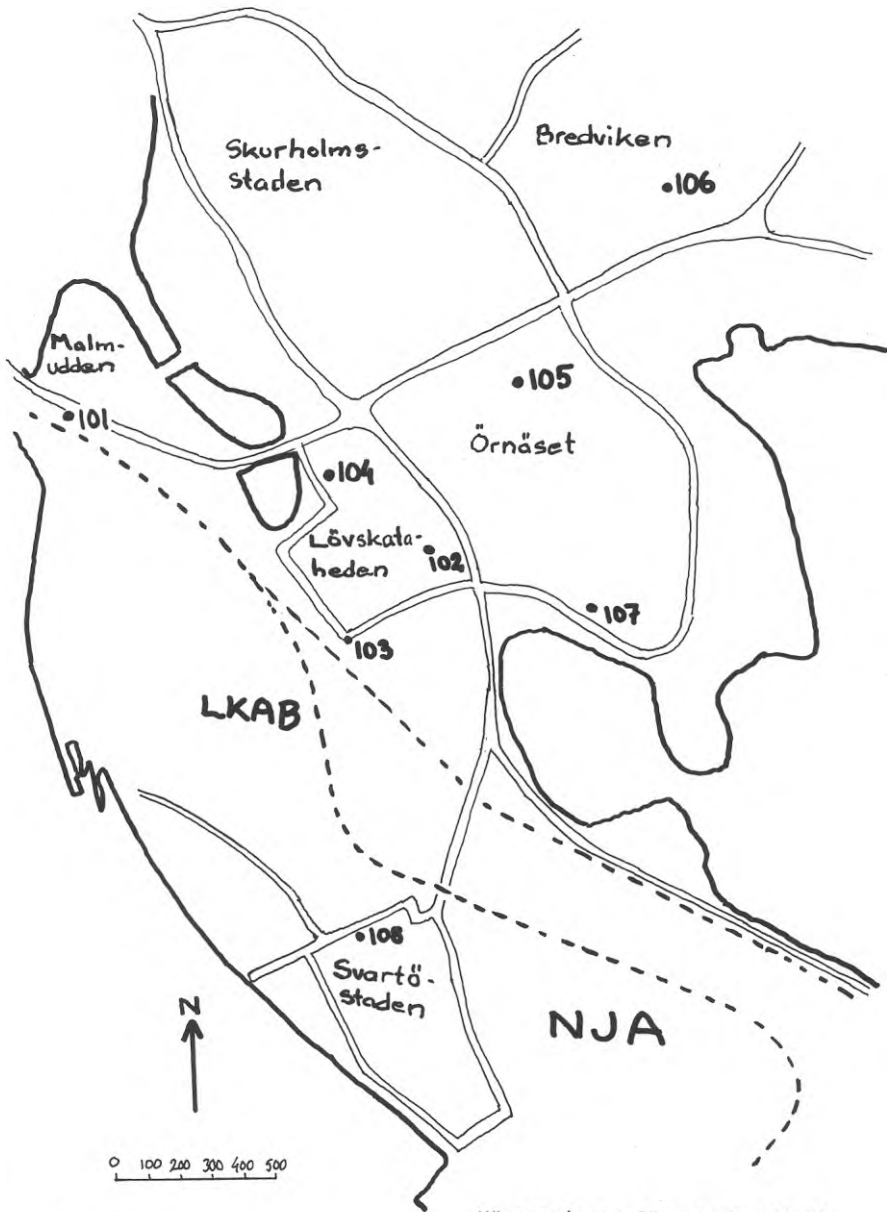 Skurholms-
staden
Bredviken
106
Malm-
udden
101
105
Örnäset
104
Lövskata-
heden
102
107
103
LKAB
108
Svartö-
staden
N
NJA
0 100 200 300 400 500